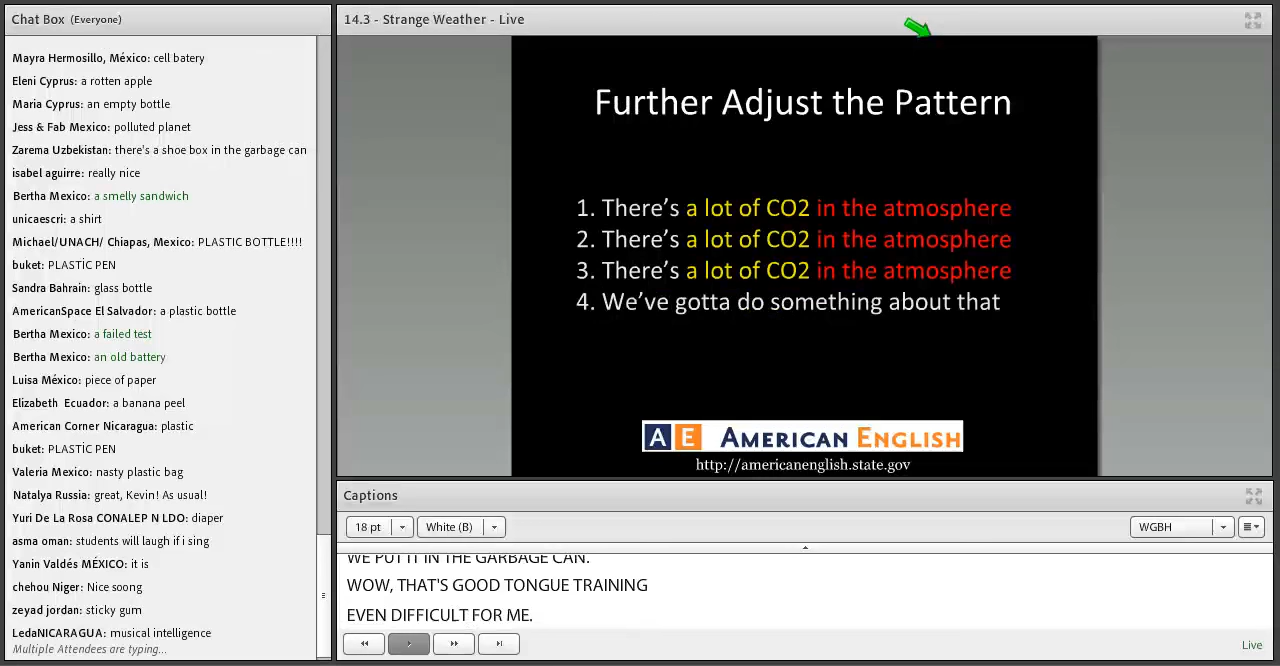 Chat Box (Everyone)
Mayra Hermosillo, México: cell batery
Eleni Cyprus: a rotten apple
Maria Cyprus: an empty bottle
Jess & Fab Mexico: polluted planet
Zarema Uzbekistan: there's a shoe box in the garbage can
isabel aguirre: really nice
Bertha Mexico: a smelly sandwich
unicaescri: a shirt
Michael/UNACH/ Chiapas, Mexico: PLASTIC BOTTLE!!!!
buket: PLASTİC PEN
Sandra Bahrain: glass bottle
AmericanSpace El Salvador: a plastic bottle
Bertha Mexico: a failed test
Bertha Mexico: an old battery
Luisa México: piece of paper
Elizabeth Ecuador: a banana peel
American Corner Nicaragua: plastic
buket: PLASTİC PEN
Valeria Mexico: nasty plastic bag
Natalya Russia: great, Kevin! As usual!
Yuri De La Rosa CONALEP N LDO: diaper
asma oman: students will laugh if i sing
Yanin Valdés MÉXICO: it is
chehou Niger: Nice soong
zeyad jordan: sticky gum
LedaNICARAGUA: musical intelligence
Multiple Attendees are typing...
14.3 - Strange Weather - Live
Further Adjust the Pattern
1. There's a lot of CO2 in the atmosphere
2. There's a lot of CO2 in the atmosphere
3. There's a lot of CO2 in the atmosphere
4. We've gotta do something about that
AE AMERICAN ENGLISH
http://americanenglish.state.gov
Captions
18 pt White (B) WGBH
WE PUT IT IN THE GARBAGE CAN.
WOW, THAT'S GOOD TONGUE TRAINING
EVEN DIFFICULT FOR ME.
Live